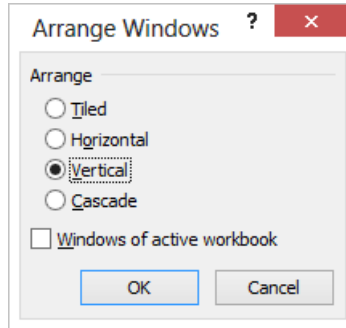 Arrange Windows ? ×
Arrange
Tiled
Horizontal
Vertical
Cascade
Windows of active workbook
OK Cancel